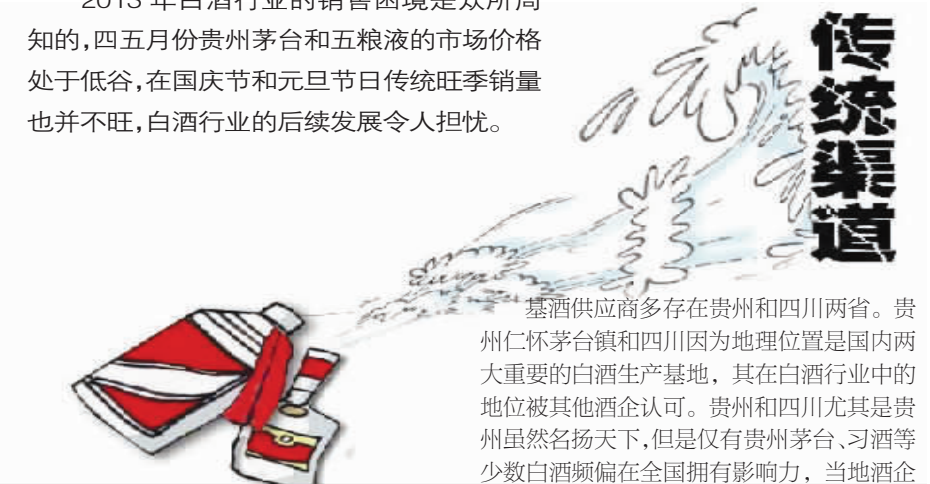 2013 年白酒行业的销售困境是众所周
知的,四五月份贵州茅台和五粮液的市场价格
处于低谷,在国庆节和元旦节日传统旺季销量
也并不旺,白酒行业的后续发展令人担忧。
传统渠道
基酒供应商多存在贵州和四川两省。贵
州仁怀茅台镇和四川因为地理位置是国内两
大重要的白酒生产基地，其在白酒行业中的
地位被其他酒企认可。贵州和四川尤其是贵
州虽然名扬天下,但是仅有贵州茅台、习酒等
少数白酒频偏在全国拥有影响力，当地酒企